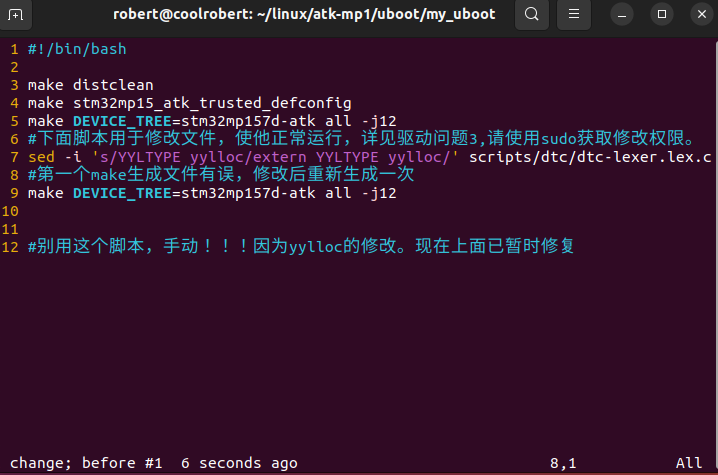 robert@coolrobert: ~/linux/atk-mp1/uboot/my_uboot
1 #!/bin/bash
2
3 make distclean
4 make stm32mp15_atk_trusted_defconfig
5 make DEVICE_TREE=stm32mp157d-atk all -j12
6 #下面脚本用于修改文件，使他正常运行，详见驱动问题3,请使用sudo获取修改权限。
7 sed -i 's/YYLTYPE yylloc/extern YYLTYPE yylloc/' scripts/dtc/dtc-lexer.lex.c
8 #第一个make生成文件有误，修改后重新生成一次
9 make DEVICE_TREE=stm32mp157d-atk all -j12
10
11
12 #别用这个脚本，手动！！！因为yylloc的修改。现在上面已暂时修复
change; before #1  6 seconds ago 8,1 All